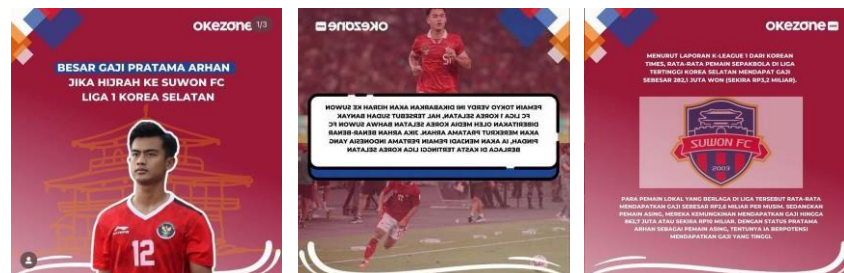 okezone 1/3
BESAR GAJI PRATAMA ARHAN
JIKA HIJRAH KE SUWON FC
LIGA 1 KOREA SELATAN
12
okezone
PEMAIN TOKYO VERDY INI DIKABARKAN AKAN HIJRAH KE SUWON
FC LIGA 1 KOREA SELATAN, HAL TERSEBUT SUDAH BANYAK
DIBERITAKAN OLEH MEDIA KOREA SELATAN BAHWA SUWON FC
AKAN MEREKRUT PRATAMA ARHAN. JIKA ARHAN BENAR-BENAR
PINDAH, IA AKAN MENJADI PEMAIN PERTAMA INDONESIA YANG
BERLAGA DI KASTA TERTINGGI LIGA KOREA SELATAN
okezone
MENURUT LAPORAN K-LEAGUE 1 DARI KOREAN
TIMES, RATA-RATA PEMAIN SEPAKBOLA DI LIGA
TERTINGGI KOREA SELATAN MENDAPAT GAJI
SEBESAR 282,1 JUTA WON (SEKIRA RP3,2 MILIAR).
SUWON FC
2003
PARA PEMAIN LOKAL YANG BERLAGA DI LIGA TERSEBUT RATA-RATA
MENDAPATKAN GAJI SEBESAR RP2,6 MILIAR PER MUSIM. SEDANGKAN
PEMAIN ASING, MEREKA KEMUNGKINAN MENDAPATKAN GAJI HINGGA
862,7 JUTA ATAU SEKIRA RP10 MILIAR. DENGAN STATUS PRATAMA
ARHAN SEBAGAI PEMAIN ASING, TENTUNYA IA BERPOTENSI
MENDAPATKAN GAJI YANG TINGGI.